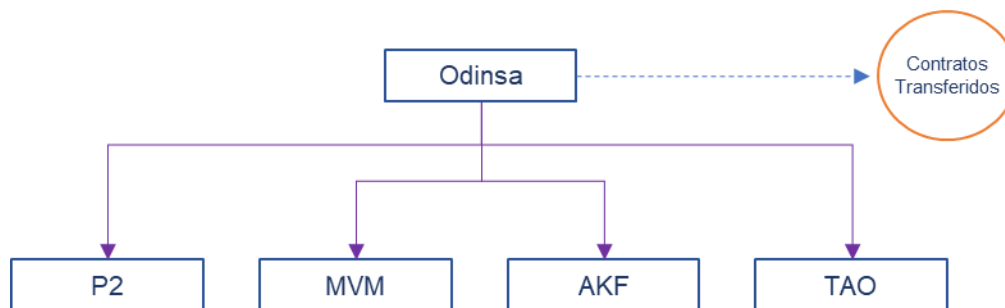 Odinsa
Contratos
Transferidos
P2
MVM
AKF
TAO